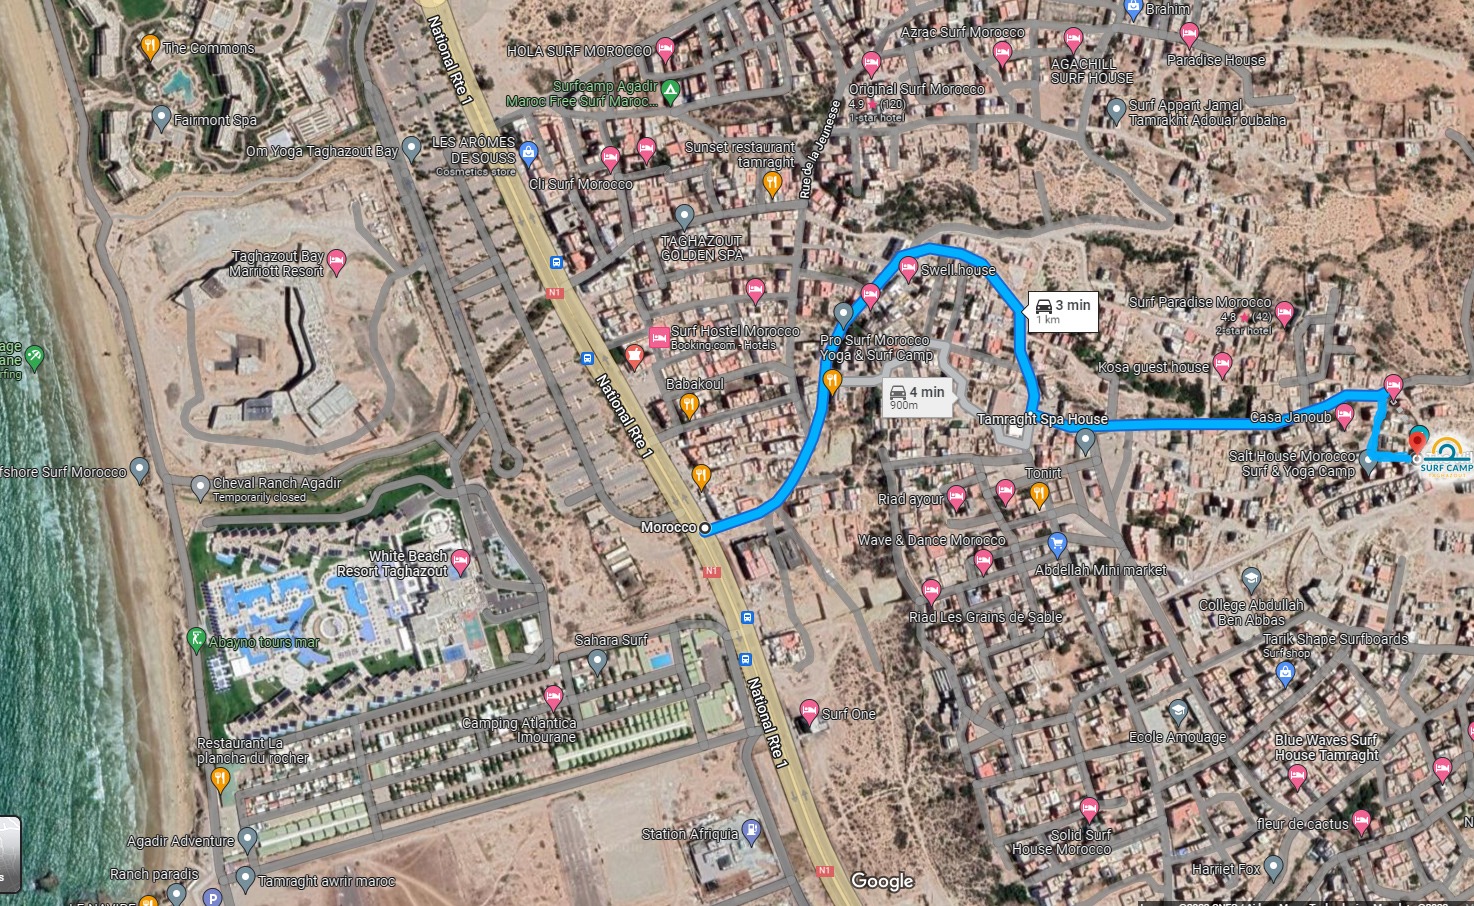 Brahim
The Commons
National Rte 1
HOLA SURF MOROCCO
Azrac Surf Morocco
AGACHILL
SURF HOUSE
Paradise House
Surfcamp Agadir
Maroc Free Surf Maroc...
Original Surf Morocco
4.9 (120)
1-star hotel
Surf Appart Jamal
Tamrakht Adouar oubaha
Fairmont Spa
Om Yoga Taghazout Bay
LES ARÔMES
DE SOUSS
Cosmetics store
Cli Surf Morocco
Sunset restaurant
tamraght
Rue de la Jeunesse
TAGHAZOUT
GOLDEN SPA
Taghazout Bay
Marriott Resort
N1
Swell house
3 min
1 km
Surf Paradise Morocco
4.8 (42)
2-star hotel
Surf Hostel Morocco
Booking.com - Hotels
Pro Surf Morocco
Yoga & Surf Camp
Kosa guest house
Babakoul
4 min
900m
National Rte 1
Tamraght Spa House
Casa Janoub
Salt House Morocco
Surf & Yoga Camp
SURF CAMP
fshore Surf Morocco
Cheval Ranch Agadir
Temporarily closed
Tonirt
Riad ayour
Morocco
Wave & Dance Morocco
Abdellah Mini market
White Beach
Resort Taghazout
N1
College Abdullah
Ben Abbas
Riad Les Grains de Sable
Abayno tours mar
Sahara Surf
Tarik Shape Surfboards
Surf shop
National Rte 1
Camping Atlantica
Imourane
Surf One
Ecole Amouage
Restaurant La
plancha du rocher
Blue Waves Surf
House Tamraght
Agadir Adventure
Station Afriquia
Solid Surf
House Morocco
fleur de cactus
Ranch paradis
Tamraght awrir maroc
N1
Google
Harriet Fox
P